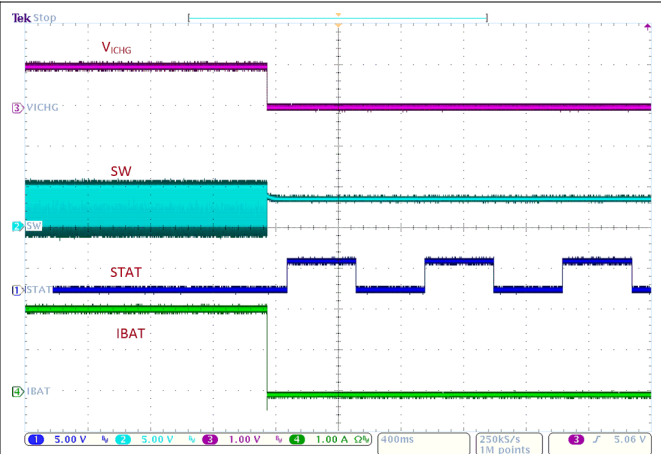 Tek Stop
VICHG
3 VICHG
SW
2 SW
STAT
1 STAT
IBAT
4 IBAT
1 5.00 V 2 5.00 V 3 1.00 V 4 1.00 A Ω 400ms 250kS/s 3 5.06 V
1M points